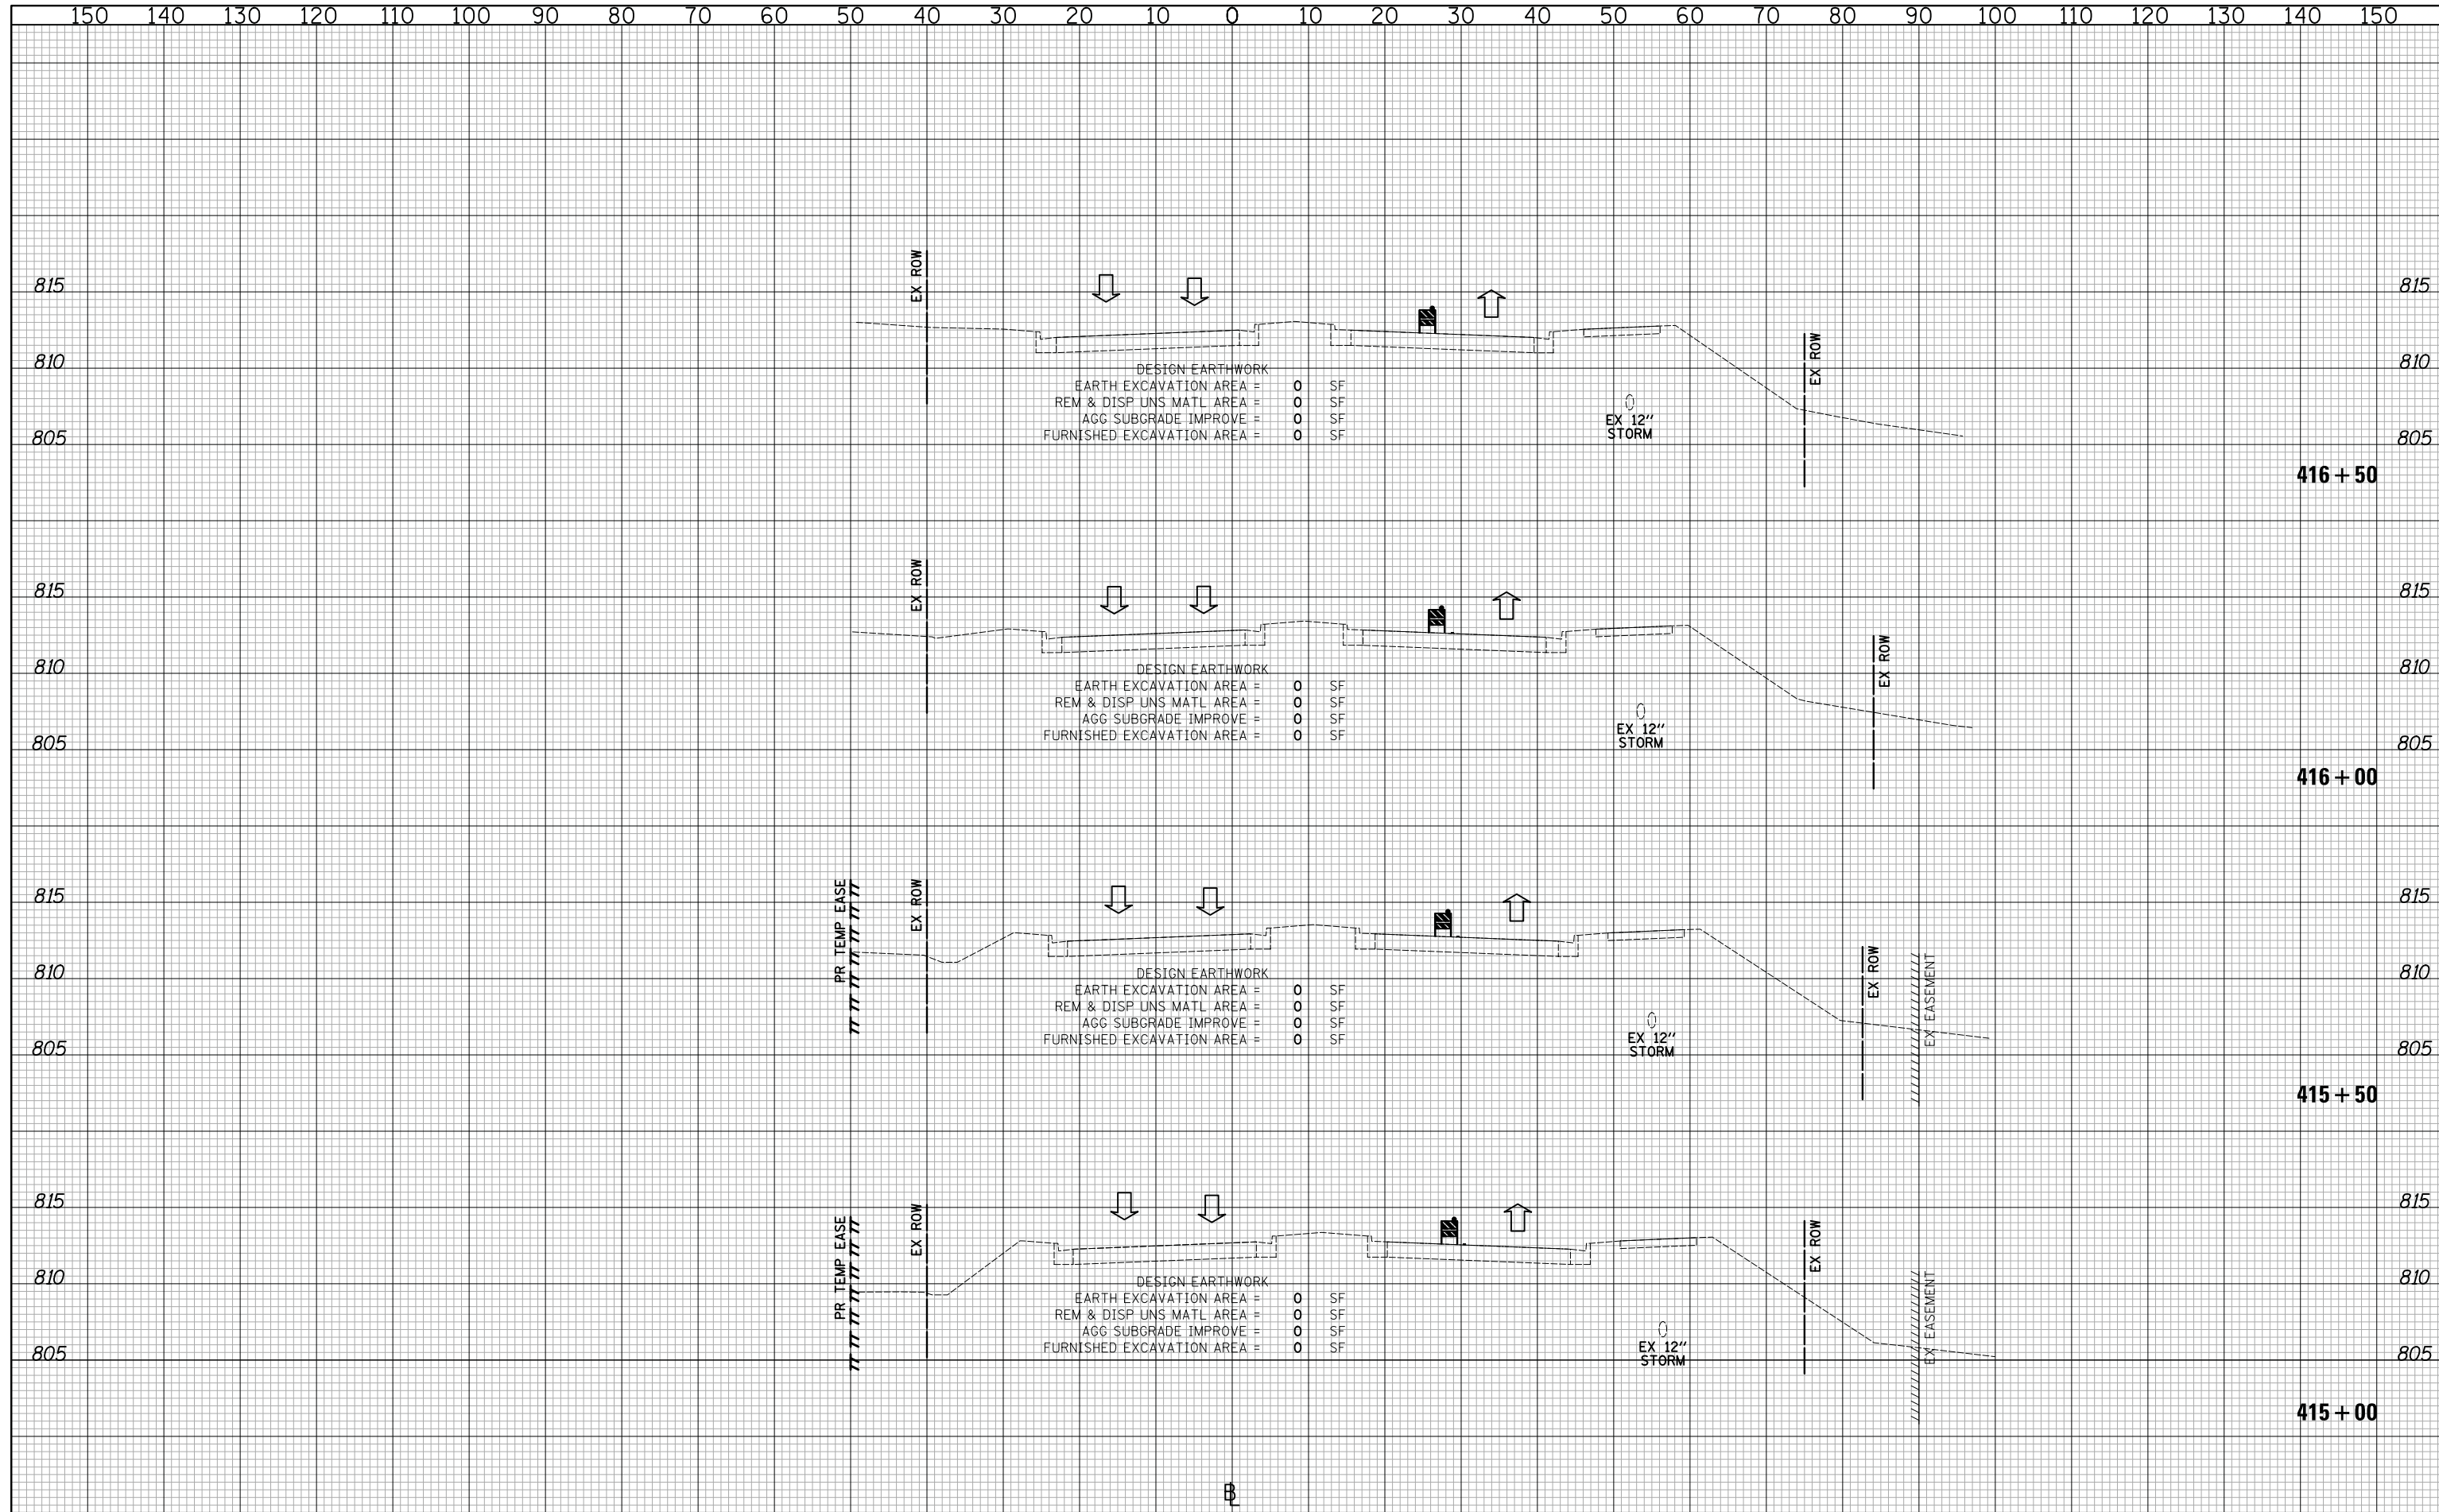 150 140 130 120 110 100 90 80 70 60 50 40 30 20 10 0 10 20 30 40 50 60 70 80 90 100 110 120 130 140 150
EX ROW
815 815
EX ROW
810 810
DESIGN EARTHWORK
EARTH EXCAVATION AREA = 0 SF
REM & DISP UNS MATL AREA = 0 SF
AGG SUBGRADE IMPROVE = 0 SF
FURNISHED EXCAVATION AREA = 0 SF
EX 12"
STORM
805 805
416 + 50
EX ROW
815 815
EX ROW
810 810
DESIGN EARTHWORK
EARTH EXCAVATION AREA = 0 SF
REM & DISP UNS MATL AREA = 0 SF
AGG SUBGRADE IMPROVE = 0 SF
FURNISHED EXCAVATION AREA = 0 SF
EX 12"
STORM
805 805
416 + 00
PR TEMP EASE
EX ROW
815 815
EX ROW
EX EASEMENT
810 810
DESIGN EARTHWORK
EARTH EXCAVATION AREA = 0 SF
REM & DISP UNS MATL AREA = 0 SF
AGG SUBGRADE IMPROVE = 0 SF
FURNISHED EXCAVATION AREA = 0 SF
EX 12"
STORM
805 805
415 + 50
PR TEMP EASE
EX ROW
815 815
EX ROW
EX EASEMENT
810 810
DESIGN EARTHWORK
EARTH EXCAVATION AREA = 0 SF
REM & DISP UNS MATL AREA = 0 SF
AGG SUBGRADE IMPROVE = 0 SF
FURNISHED EXCAVATION AREA = 0 SF
EX 12"
STORM
805 805
415 + 00
BL